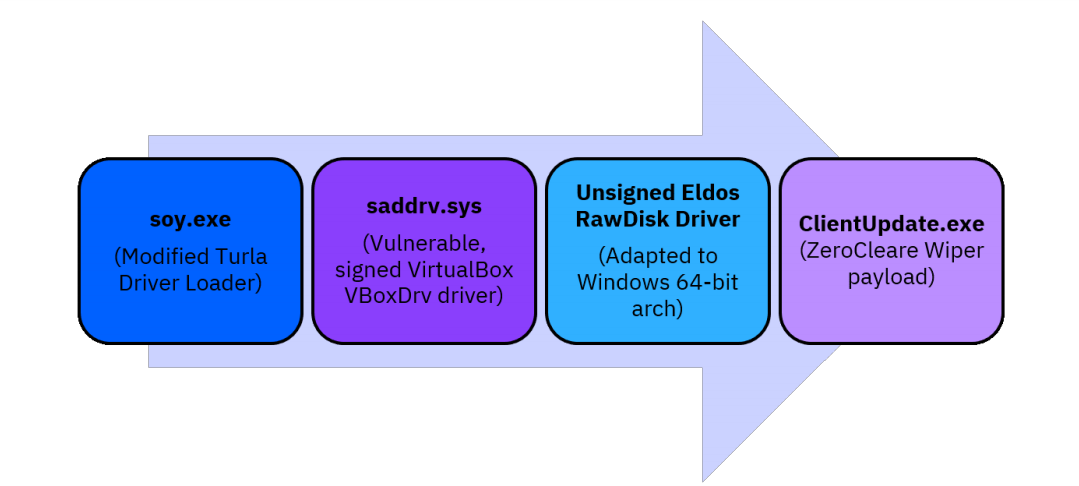 soy.exe
(Modified Turla
Driver Loader)
saddrv.sys
(Vulnerable,
signed VirtualBox
VBoxDrv driver)
Unsigned Eldos
RawDisk Driver
(Adapted to
Windows 64-bit
arch)
ClientUpdate.exe
(ZeroCleare Wiper
payload)